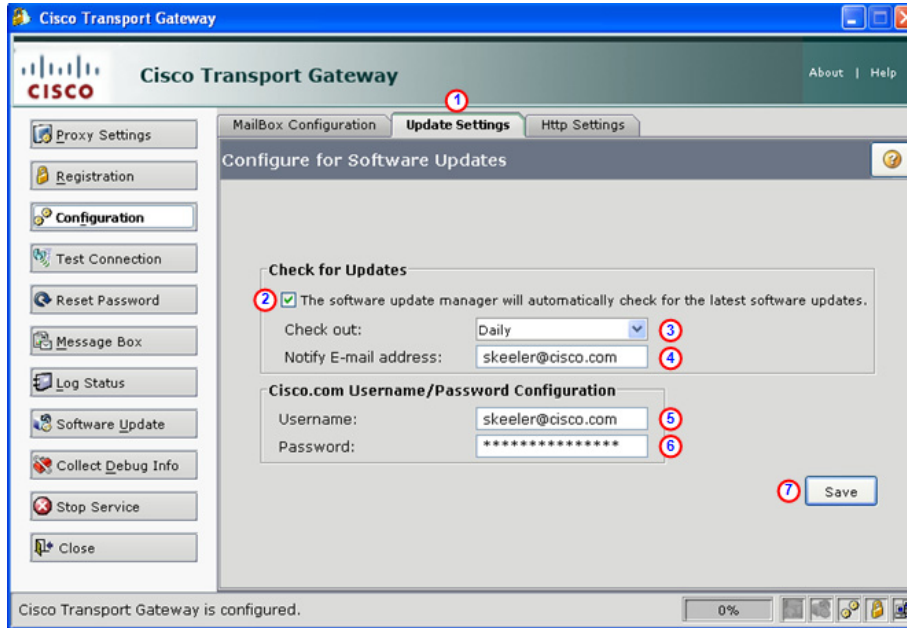 Cisco Transport Gateway
CISCO
Cisco Transport Gateway
About | Help
1
MailBox Configuration
Update Settings
Http Settings
Proxy Settings
Registration
Configuration
Test Connection
Reset Password
Message Box
Log Status
Software Update
Collect Debug Info
Stop Service
Close
Configure for Software Updates
Check for Updates
2 The software update manager will automatically check for the latest software updates.
Check out: Daily 3
Notify E-mail address: skeeler@cisco.com 4
Cisco.com Username/Password Configuration
Username: skeeler@cisco.com 5
Password: *************** 6
7 Save
Cisco Transport Gateway is configured.
0%